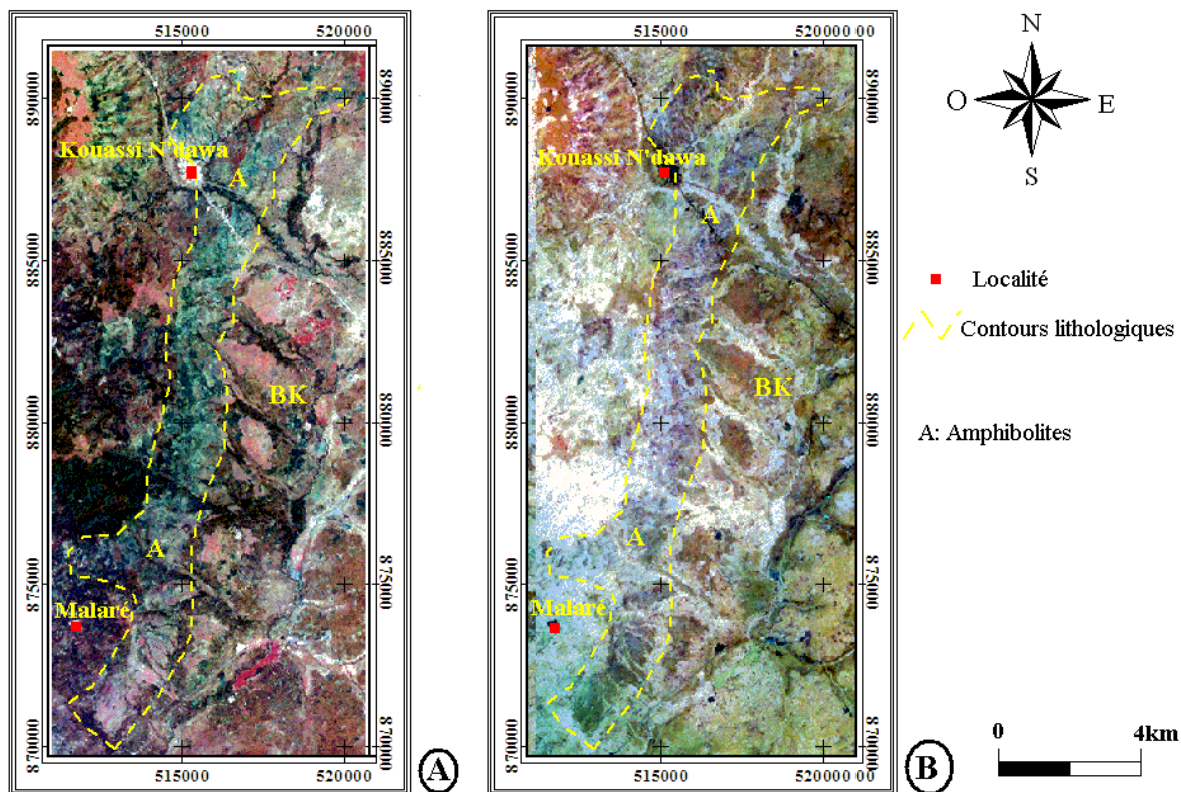 515000 520000
890000
885000
880000
875000
870000
890000
885000
880000
875000
870000
Kouassi N'dawa
A
BK
A
Malaré
515000 520000
A
515000 520000 00
890000
885000
880000
875000
870000
890000
885000
880000
875000
870000
Kouassi N'dawa
A
BK
A
Malaré
515000 520000 00
B
N
O E
S
Localité
Contours lithologiques
A: Amphibolites
0 4km